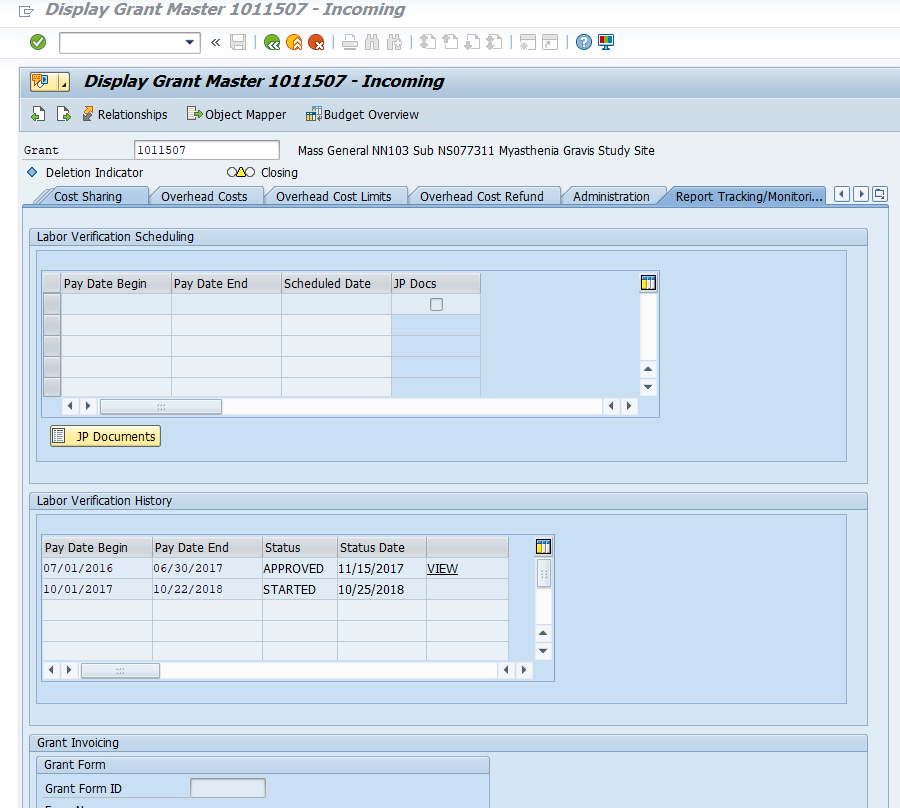 Display Grant Master 1011507 - Incoming
Display Grant Master 1011507 - Incoming
Relationships Object Mapper Budget Overview
Grant 1011507 Mass General NN103 Sub NS077311 Myasthenia Gravis Study Site
Deletion Indicator Closing
Cost Sharing Overhead Costs Overhead Cost Limits Overhead Cost Refund Administration Report Tracking/Monitori...
Labor Verification Scheduling
Pay Date Begin Pay Date End Scheduled Date JP Docs
JP Documents
Labor Verification History
Pay Date Begin Pay Date End Status Status Date
07/01/2016 06/30/2017 APPROVED 11/15/2017 VIEW
10/01/2017 10/22/2018 STARTED 10/25/2018
Grant Invoicing
Grant Form
Grant Form ID